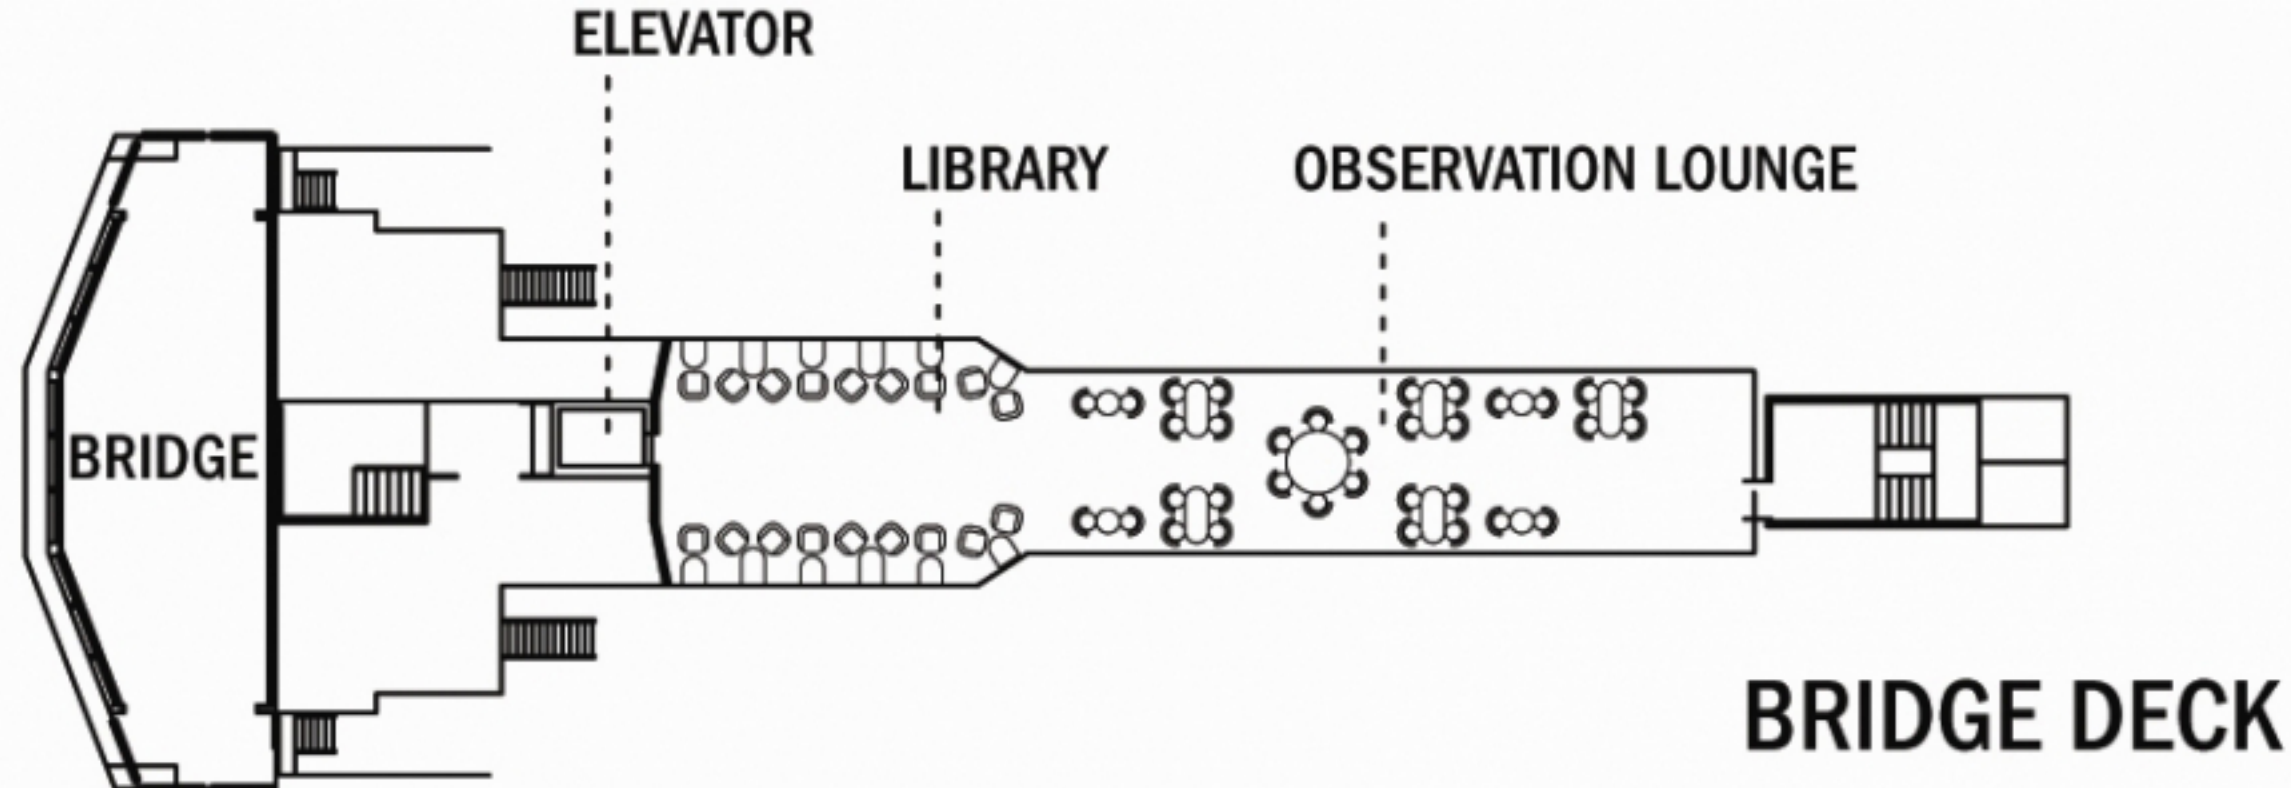 ELEVATOR
LIBRARY
OBSERVATION LOUNGE
BRIDGE
BRIDGE DECK